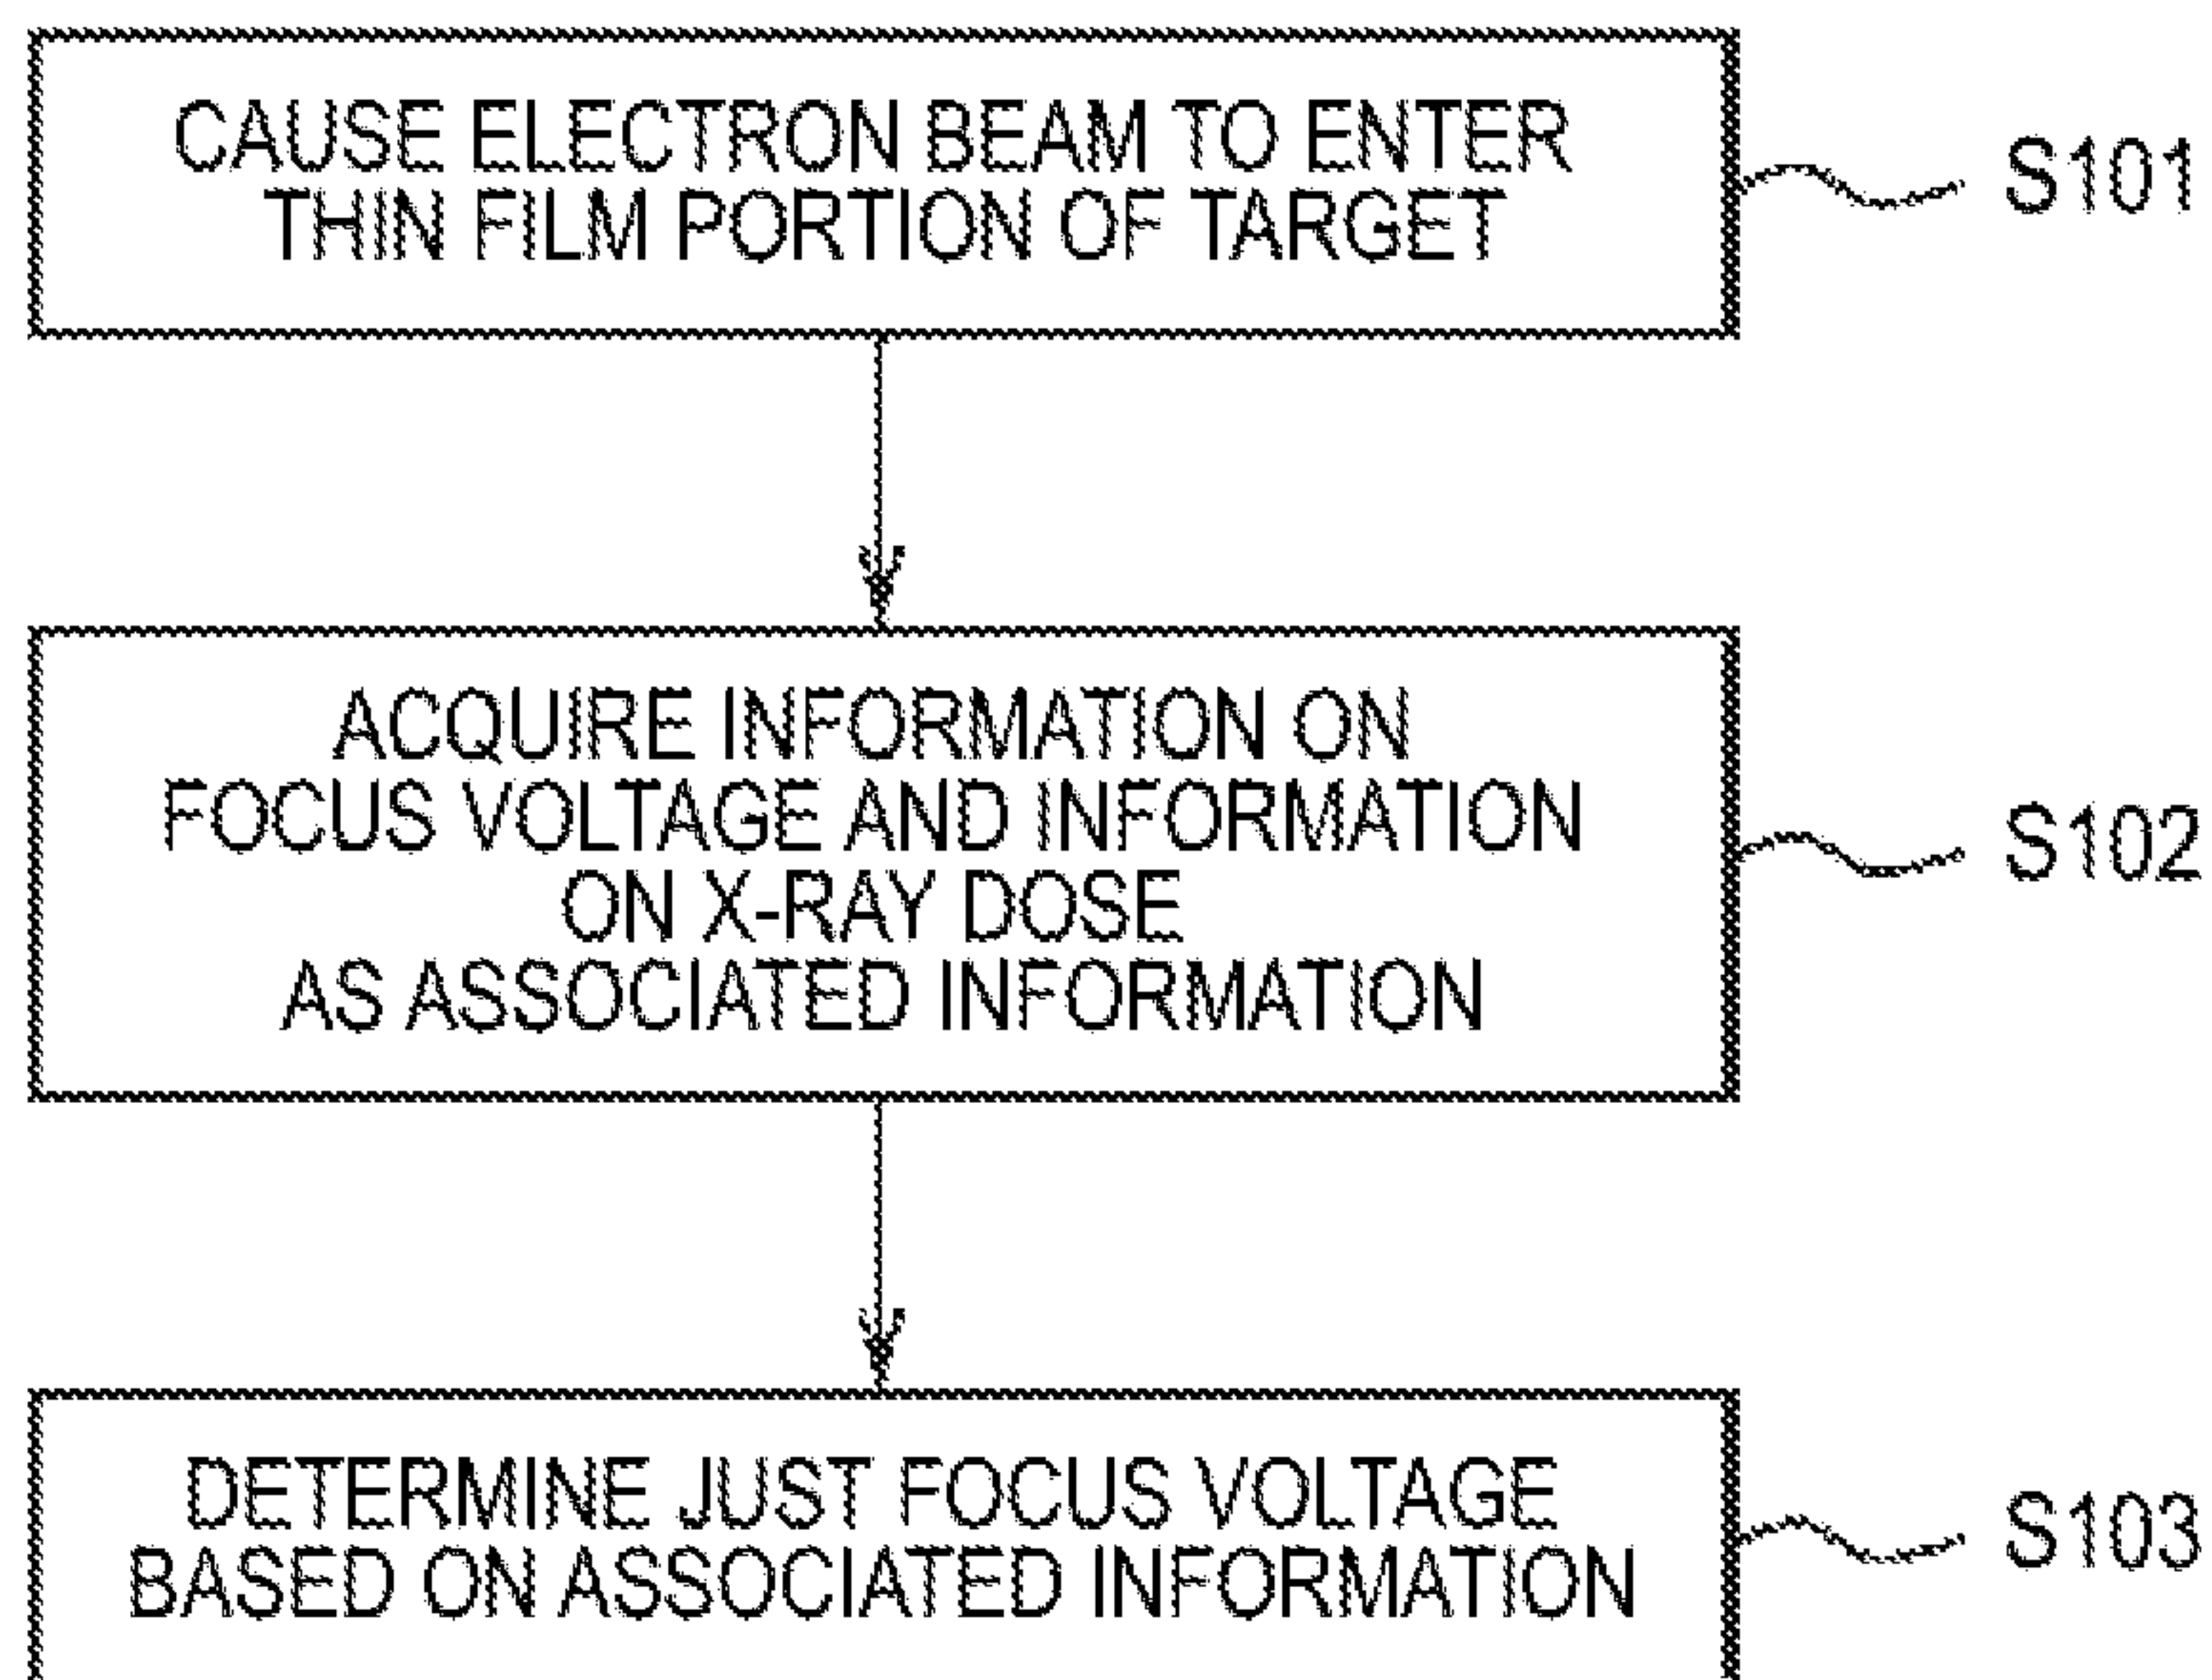 CAUSE ELECTRON BEAM TO ENTER
THIN FILM PORTION OF TARGET
S101
ACQUIRE INFORMATION ON
FOCUS VOLTAGE AND INFORMATION
ON X-RAY DOSE
AS ASSOCIATED INFORMATION
S102
DETERMINE JUST FOCUS VOLTAGE
BASED ON ASSOCIATED INFORMATION
S103